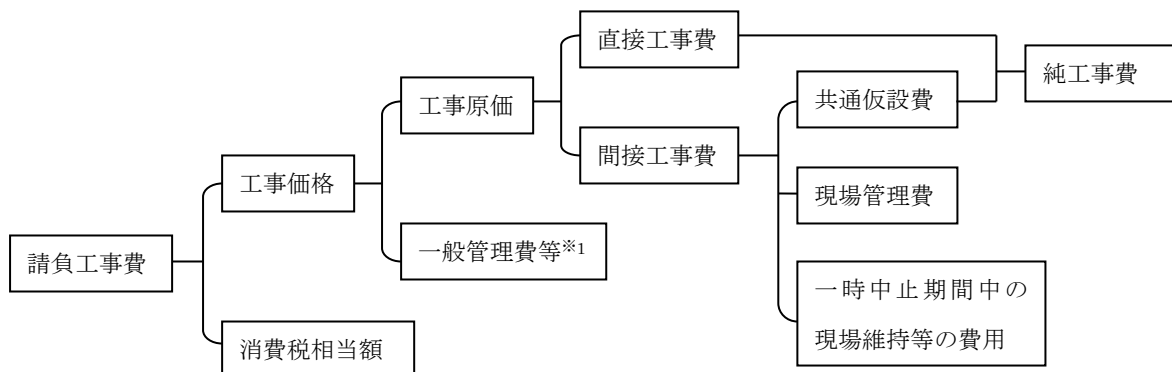 直接工事費
純工事費
工事原価
共通仮設費
間接工事費
工事価格
現場管理費
一般管理費等※1
請負工事費
一時中止期間中の
現場維持等の費用
消費税相当額